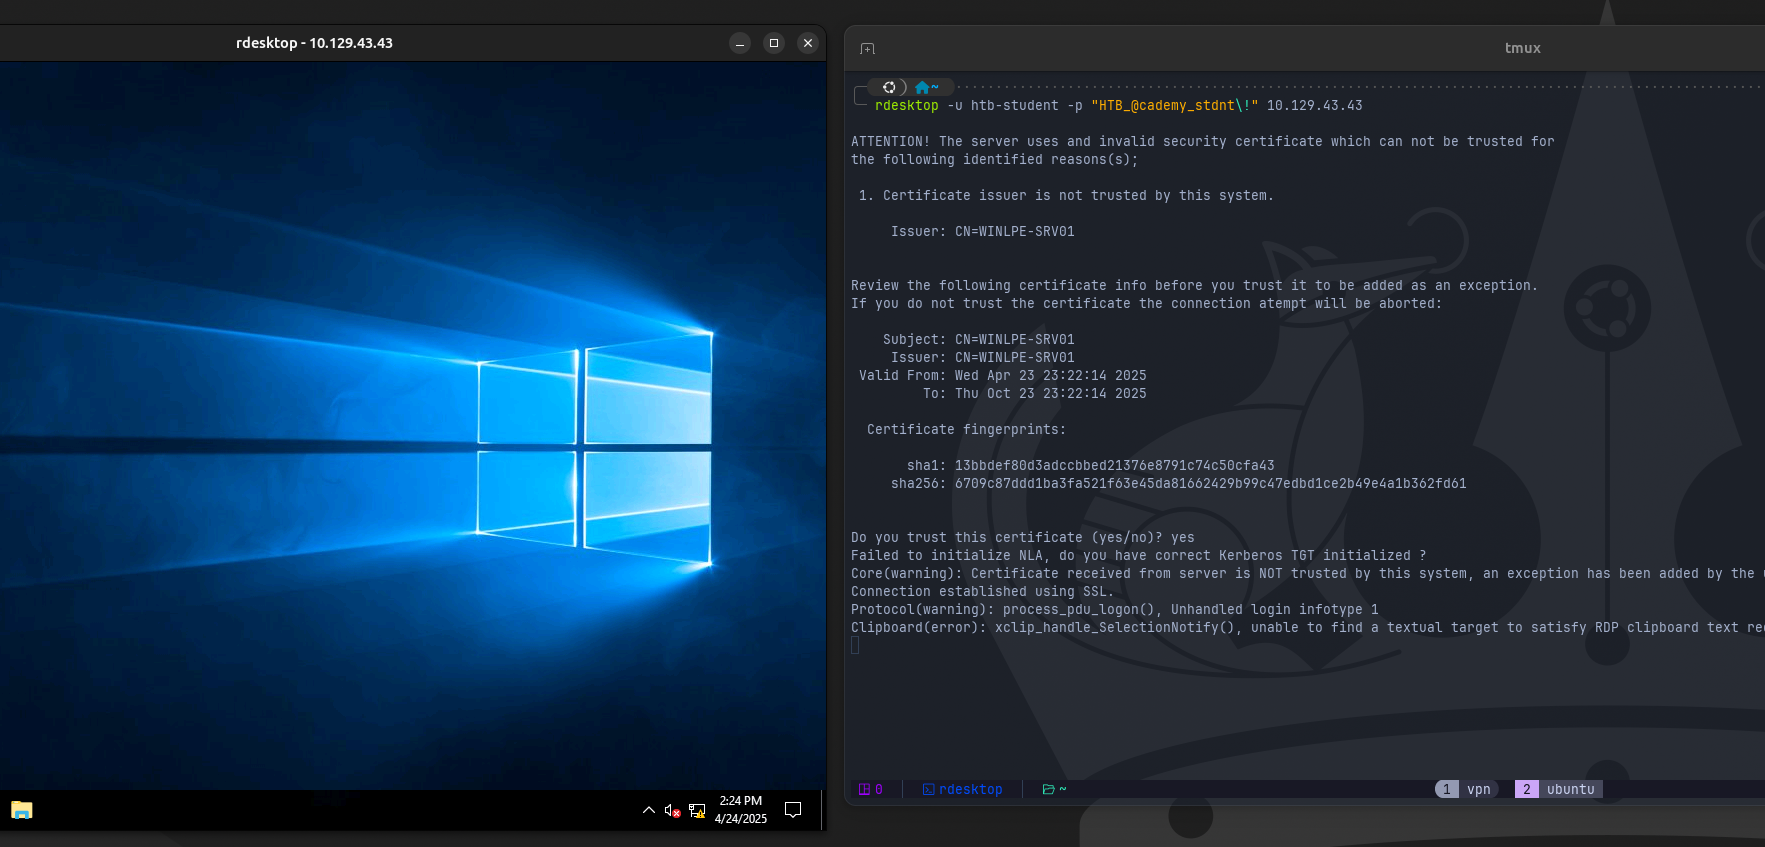 rdesktop - 10.129.43.43
2:24 PM
4/24/2025
tmux
~
rdesktop -u htb-student -p "HTB_@cademy_stdnt\!" 10.129.43.43
ATTENTION! The server uses and invalid security certificate which can not be trusted for
the following identified reasons(s);
1. Certificate issuer is not trusted by this system.
Issuer: CN=WINLPE-SRV01
Review the following certificate info before you trust it to be added as an exception.
If you do not trust the certificate the connection atempt will be aborted:
Subject: CN=WINLPE-SRV01
Issuer: CN=WINLPE-SRV01
Valid From: Wed Apr 23 23:22:14 2025
To: Thu Oct 23 23:22:14 2025
Certificate fingerprints:
sha1: 13bbdef80d3adccbbed21376e8791c74c50cfa43
sha256: 6709c87ddd1ba3fa521f63e45da81662429b99c47edbd1ce2b49e4a1b362fd61
Do you trust this certificate (yes/no)? yes
Failed to initialize NLA, do you have correct Kerberos TGT initialized ?
Core(warning): Certificate received from server is NOT trusted by this system, an exception has been added by the
Connection established using SSL.
Protocol(warning): process_pdu_logon(), Unhandled login infotype 1
Clipboard(error): xclip_handle_SelectionNotify(), unable to find a textual target to satisfy RDP clipboard text
0 rdesktop ~ 1 vpn 2 ubuntu